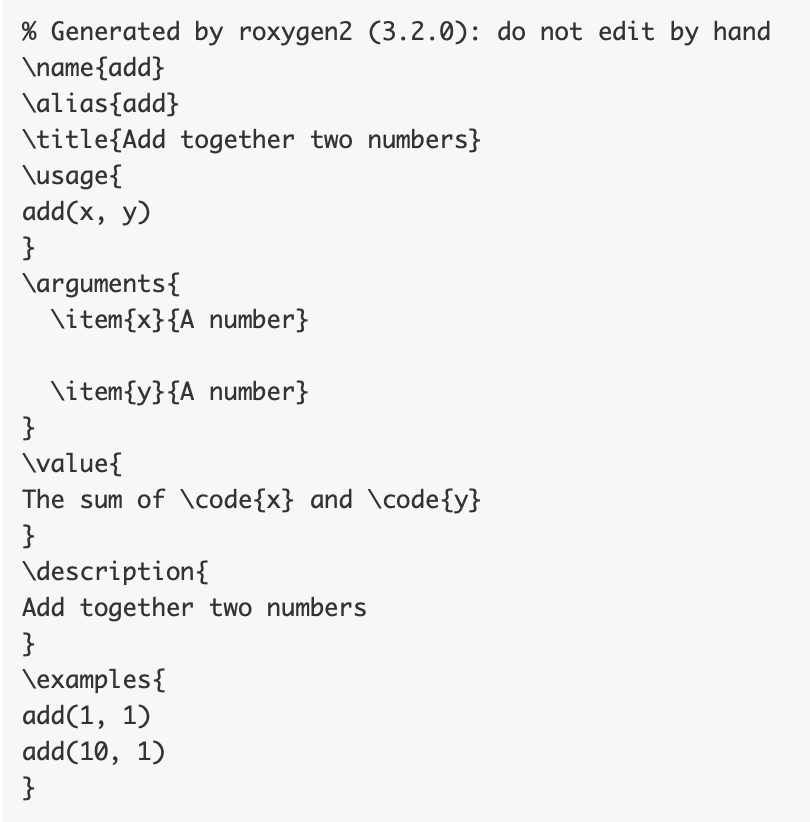 % Generated by roxygen2 (3.2.0): do not edit by hand
\name{add}
\alias{add}
\title{Add together two numbers}
\usage{
add(x, y)
}
\arguments{
  \item{x}{A number}

  \item{y}{A number}
}
\value{
The sum of \code{x} and \code{y}
}
\description{
Add together two numbers
}
\examples{
add(1, 1)
add(10, 1)
}